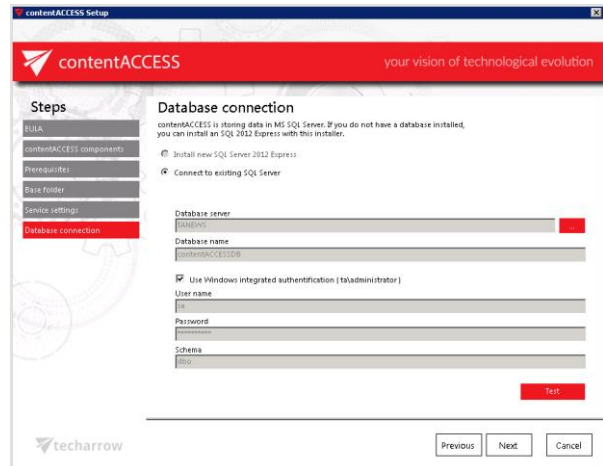 contentACCESS Setup
contentACCESS
your vision of technological evolution
Steps
EULA
contentACCESS components
Prerequisites
Base folder
Service settings
Database connection
Database connection
contentACCESS is storing data in MS SQL Server. If you do not have a database installed,
you can install an SQL 2012 Express with this installer.
Install new SQL Server 2012 Express
Connect to existing SQL Server
Database server
TANEWS
...
Database name
contentACCESSDB
Use Windows integrated authentification ( ta\administrator )
User name
sa
Password
**********
Schema
dbo
Test
techarrow
Previous
Next
Cancel